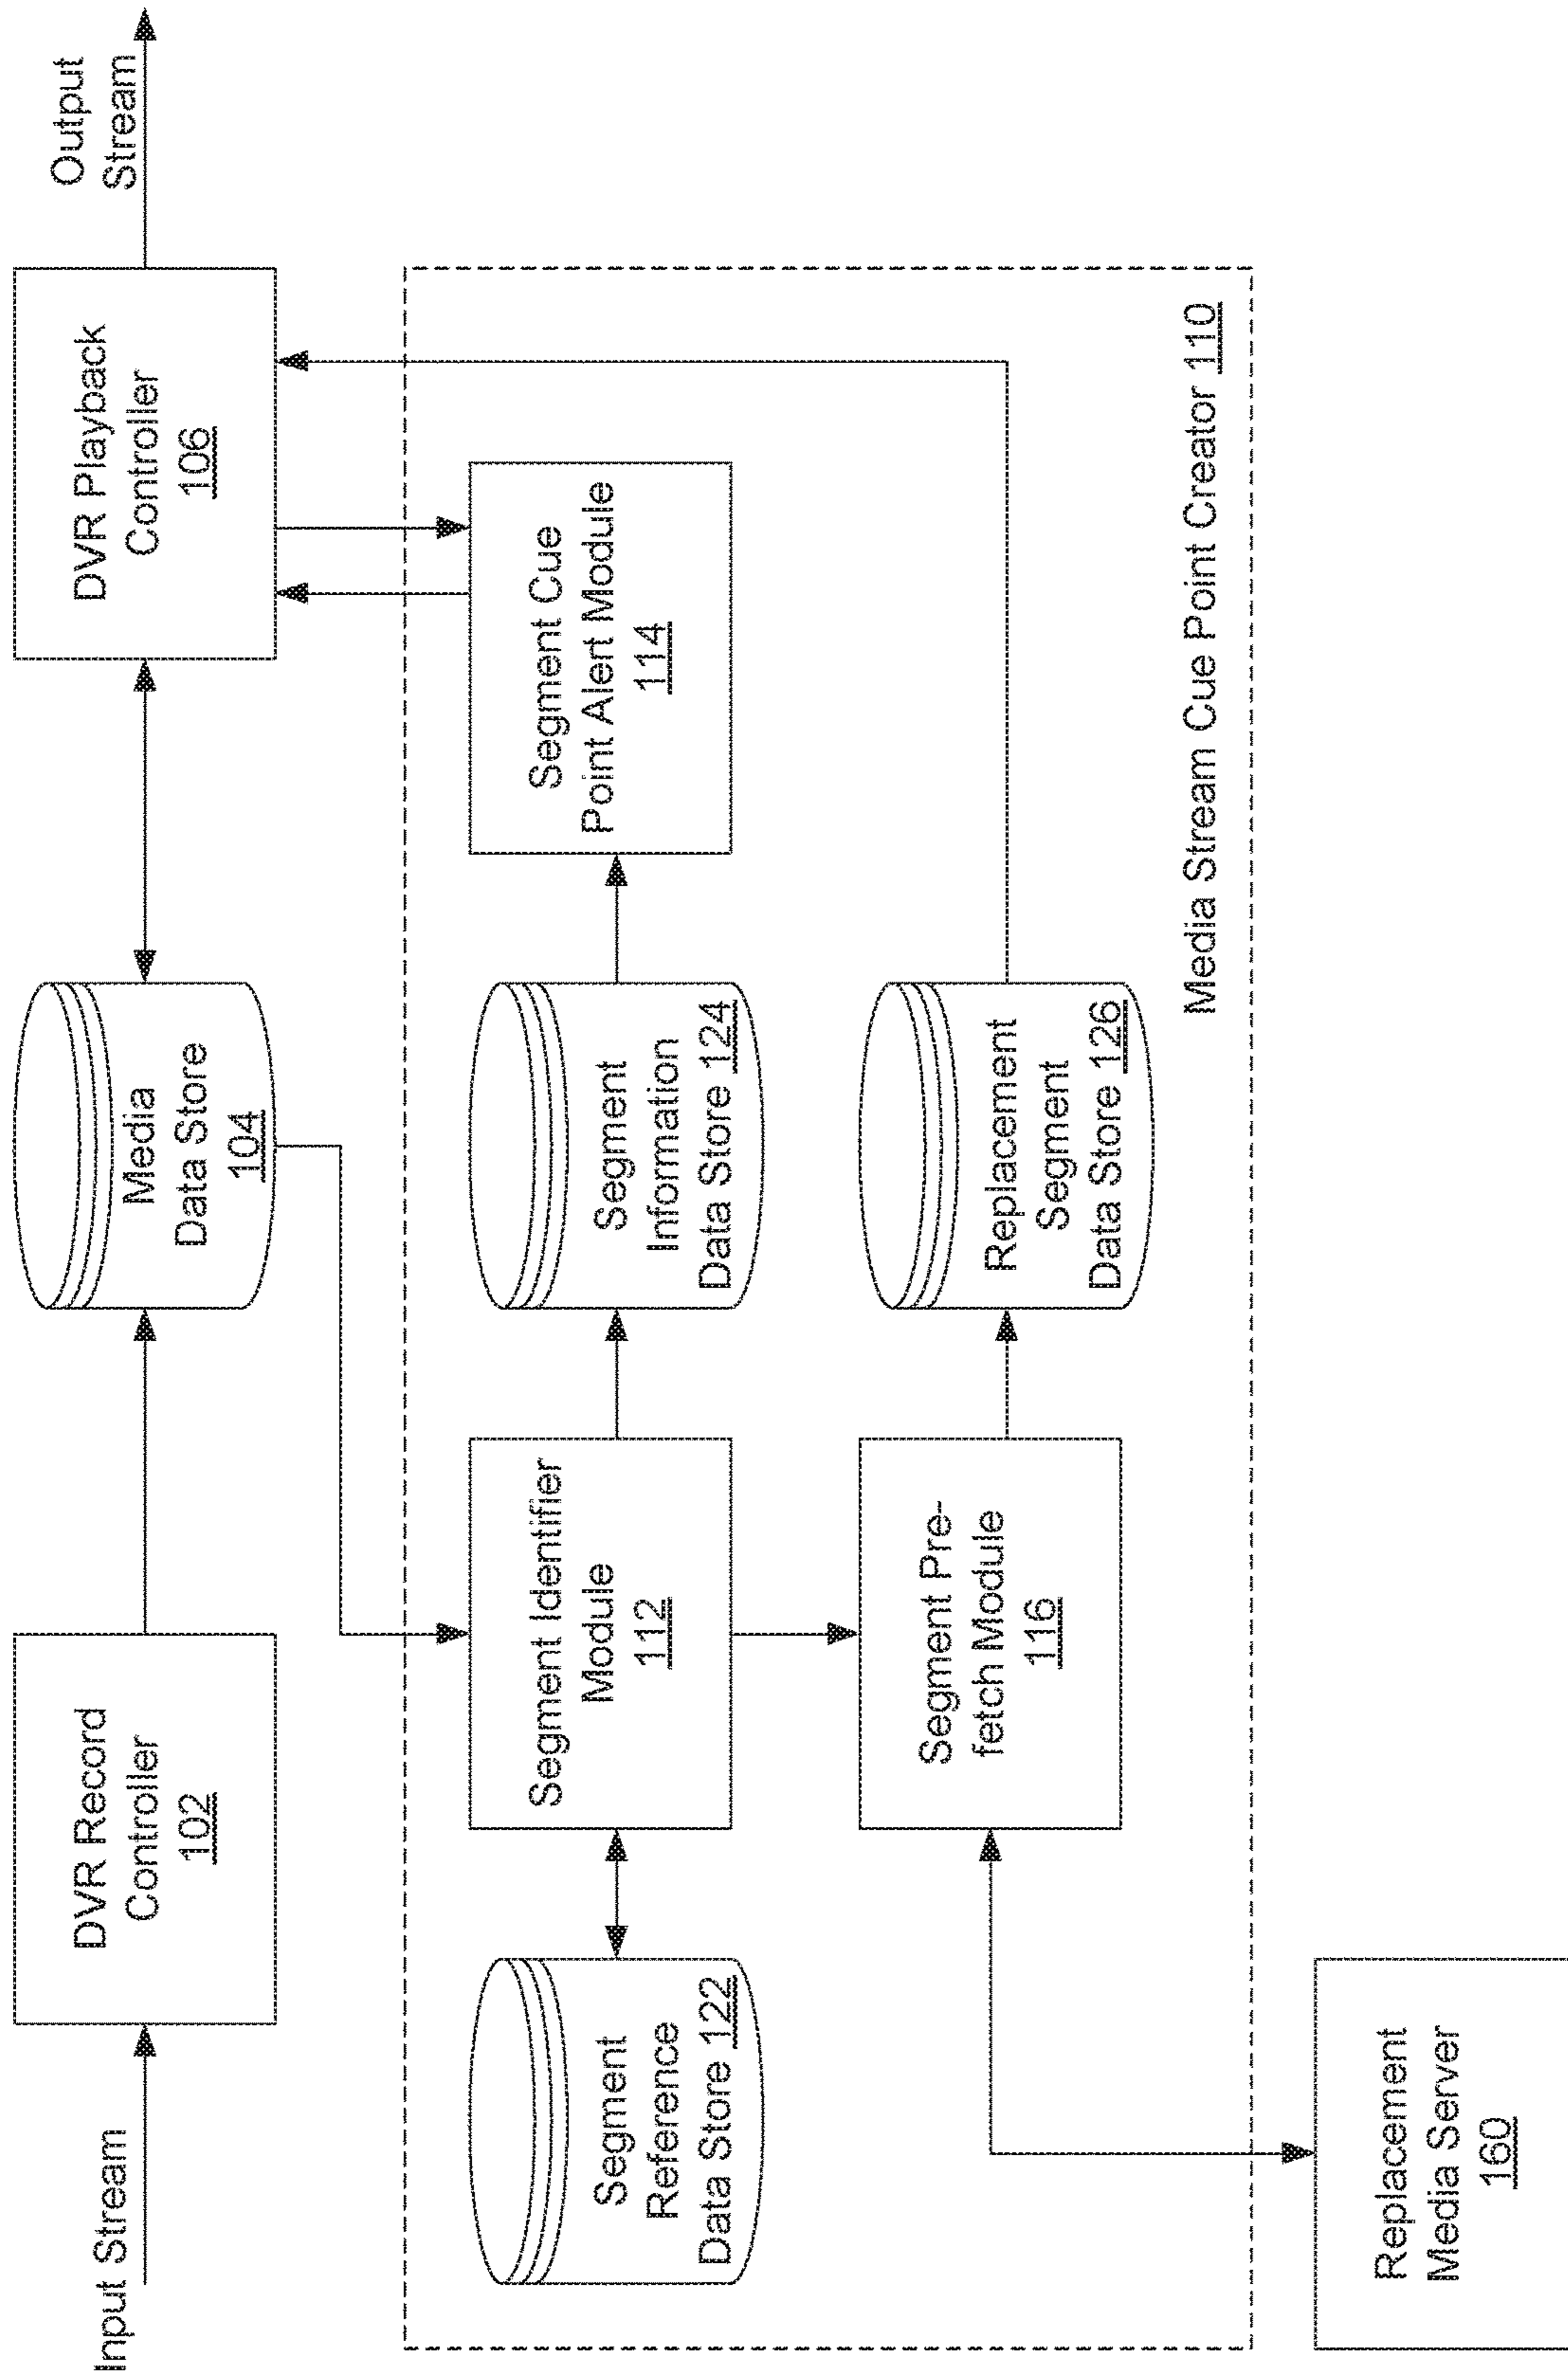 Input Stream
DVR Record
Controller
102
Media
Data Store
104
DVR Playback
Controller
106
Output
Stream
Segment
Reference
Data Store 122
Segment Identifier
Module
112
Segment
Information
Data Store 124
Segment Cue
Point Alert Module
114
Segment Pre-
fetch Module
116
Replacement
Segment
Data Store 126
Media Stream Cue Point Creator 110
Replacement
Media Server
160